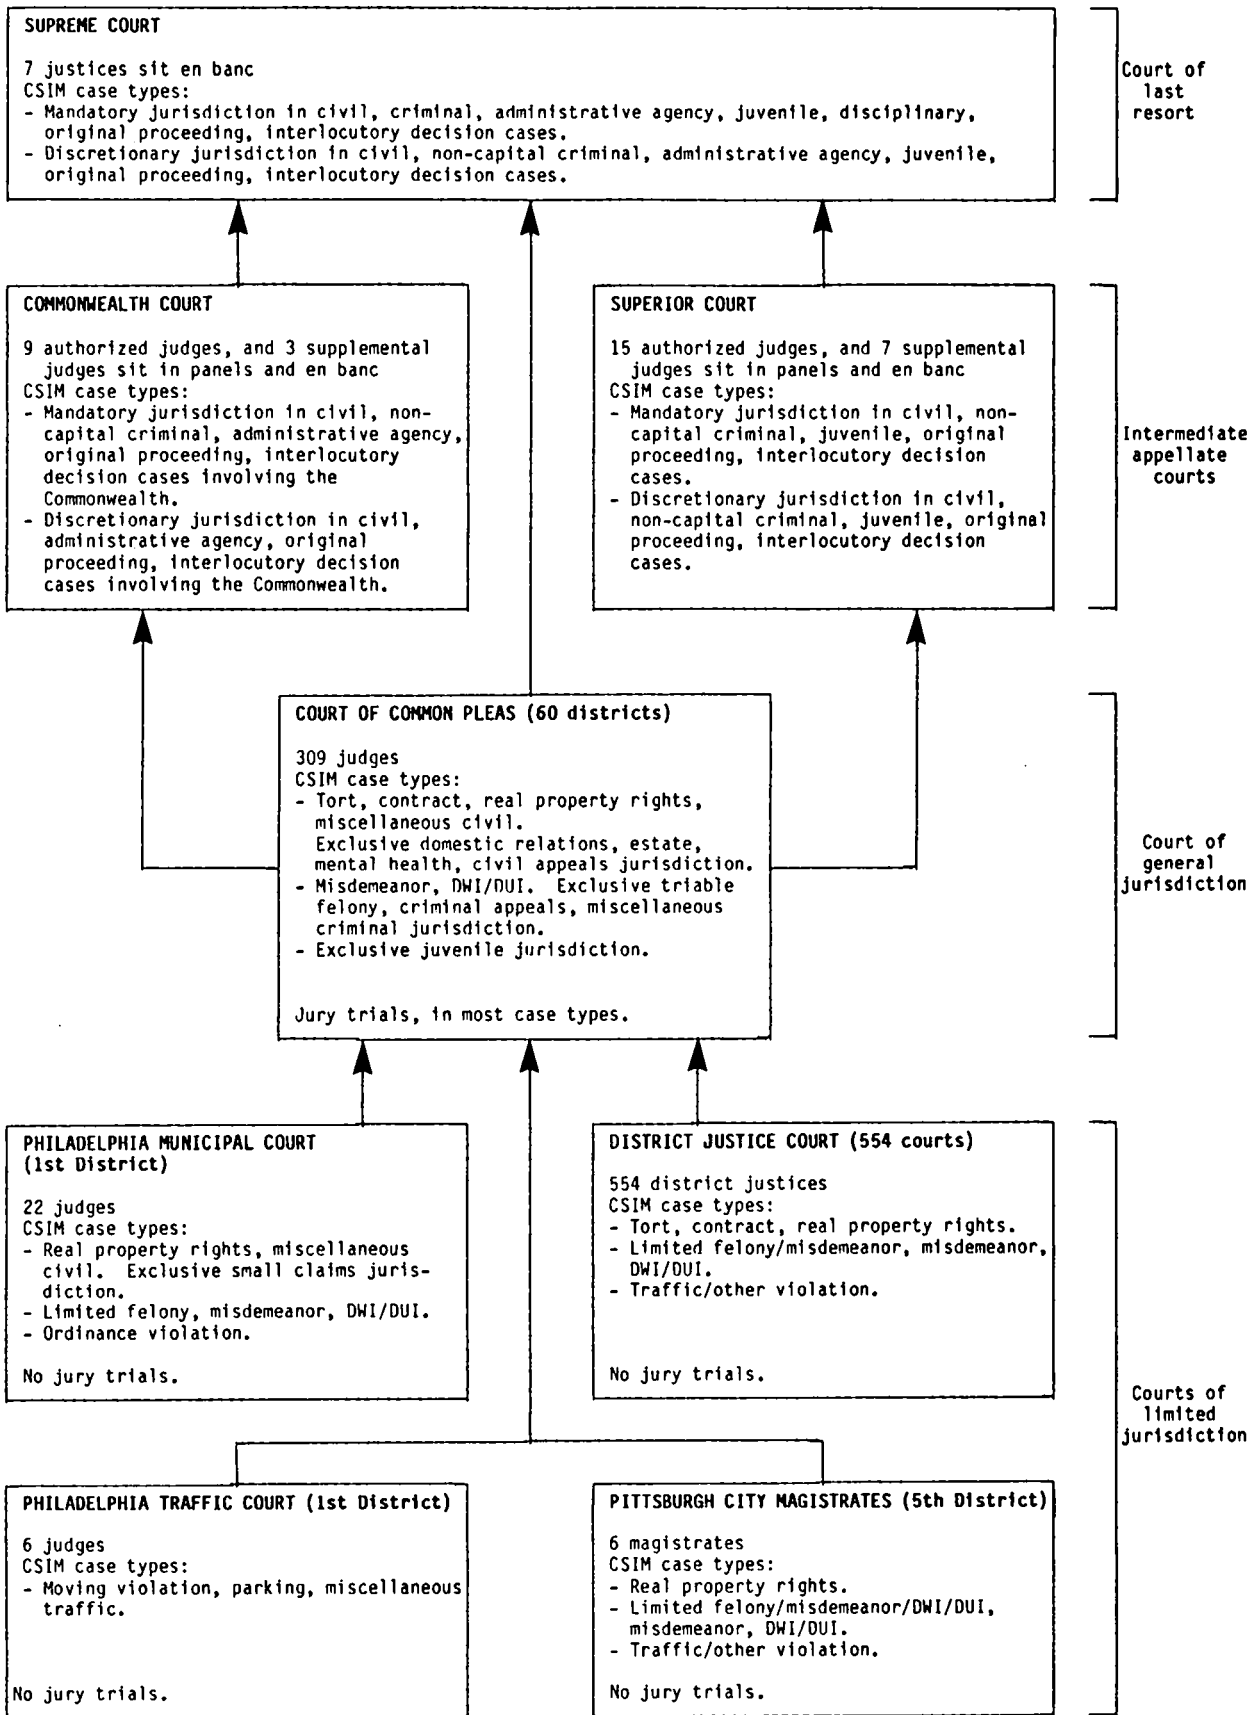 SUPREME COURT
7 justices sit en banc
CSIM case types:
- Mandatory jurisdiction in civil, criminal, administrative agency, juvenile, disciplinary,
original proceeding, interlocutory decision cases.
- Discretionary jurisdiction in civil, non-capital criminal, administrative agency, juvenile,
original proceeding, interlocutory decision cases.
Court of
last
resort
COMMONWEALTH COURT
9 authorized judges, and 3 supplemental
judges sit in panels and en banc
CSIM case types:
- Mandatory jurisdiction in civil, non-
capital criminal, administrative agency,
original proceeding, interlocutory
decision cases involving the
Commonwealth.
- Discretionary jurisdiction in civil,
administrative agency, original
proceeding, interlocutory decision
cases involving the Commonwealth.
SUPERIOR COURT
15 authorized judges, and 7 supplemental
judges sit in panels and en banc
CSIM case types:
- Mandatory jurisdiction in civil, non-
capital criminal, juvenile, original
proceeding, interlocutory decision
cases.
- Discretionary jurisdiction in civil,
non-capital criminal, juvenile, original
proceeding, interlocutory decision
cases.
Intermediate
appellate
courts
COURT OF COMMON PLEAS (60 districts)
309 judges
CSIM case types:
- Tort, contract, real property rights,
miscellaneous civil.
Exclusive domestic relations, estate,
mental health, civil appeals jurisdiction.
- Misdemeanor, DWI/DUI. Exclusive triable
felony, criminal appeals, miscellaneous
criminal jurisdiction.
- Exclusive juvenile jurisdiction.
Jury trials, in most case types.
Court of
general
jurisdiction
PHILADELPHIA MUNICIPAL COURT
(1st District)
22 judges
CSIM case types:
- Real property rights, miscellaneous
civil. Exclusive small claims juris-
diction.
- Limited felony, misdemeanor, DWI/DUI.
- Ordinance violation.
No jury trials.
DISTRICT JUSTICE COURT (554 courts)
554 district justices
CSIM case types:
- Tort, contract, real property rights.
- Limited felony/misdemeanor, misdemeanor,
DWI/DUI.
- Traffic/other violation.
No jury trials.
Courts of
limited
jurisdiction
PHILADELPHIA TRAFFIC COURT (1st District)
6 judges
CSIM case types:
- Moving violation, parking, miscellaneous
traffic.
No jury trials.
PITTSBURGH CITY MAGISTRATES (5th District)
6 magistrates
CSIM case types:
- Real property rights.
- Limited felony/misdemeanor/DWI/DUI,
misdemeanor, DWI/DUI.
- Traffic/other violation.
No jury trials.